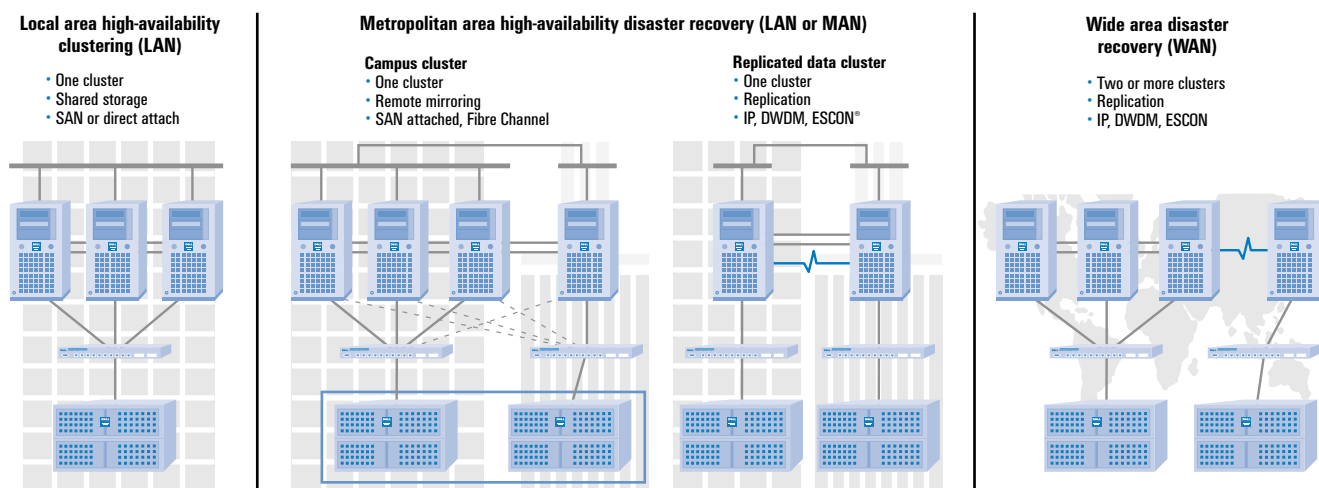 Local area high-availability
clustering (LAN)
• One cluster
• Shared storage
• SAN or direct attach
Metropolitan area high-availability disaster recovery (LAN or MAN)
Campus cluster
• One cluster
• Remote mirroring
• SAN attached, Fibre Channel
Replicated data cluster
• One cluster
• Replication
• IP, DWDM, ESCON®
Wide area disaster
recovery (WAN)
• Two or more clusters
• Replication
• IP, DWDM, ESCON